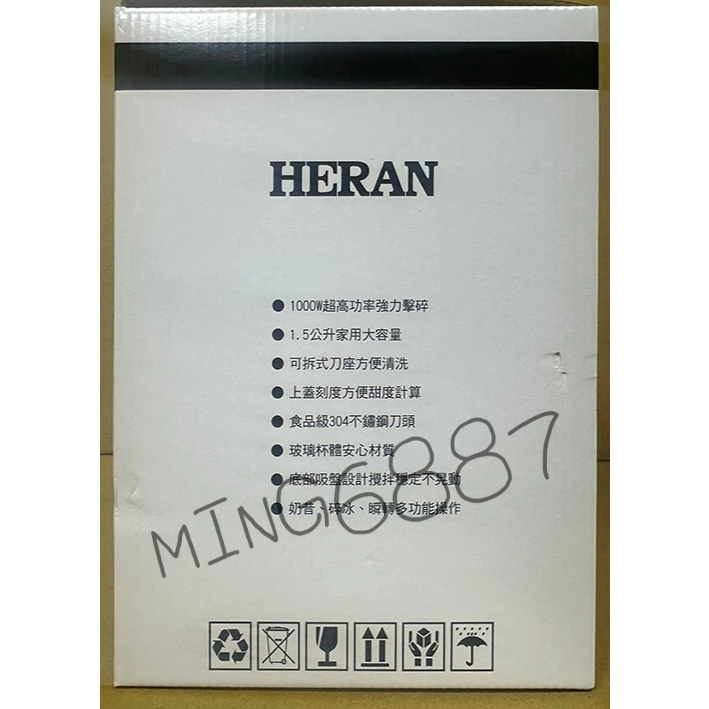 HERAN
● 1000W超高功率強力擊碎
● 1.5公升家用大容量
● 可拆式刀座方便清洗
● 上蓋刻度方便甜度計算
● 食品級304不鏽鋼刀頭
● 玻璃杯體安心材質
● 底部吸盤設計攪拌穩定不晃動
● 奶昔、碎冰、瞬轉多功能操作
MING6887